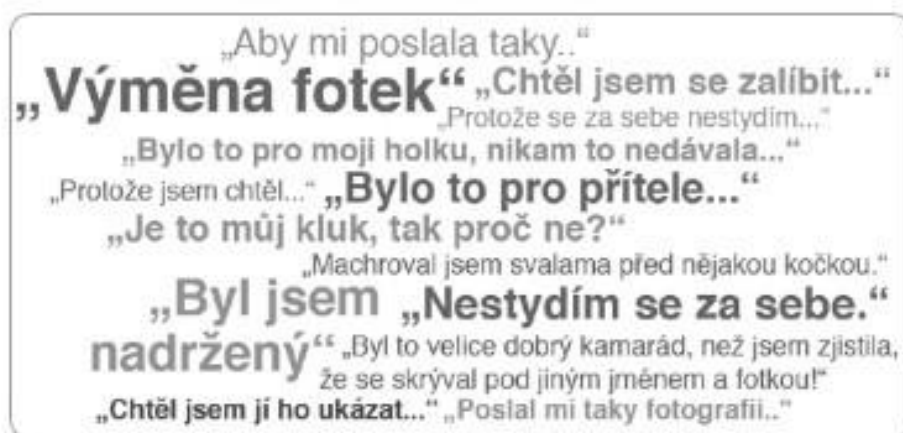 „Aby mi poslala taky..“
„Výměna fotek“ „Chtěl jsem se zalíbit...“
„Protože se za sebe nestydím...“
„Bylo to pro moji holku, nikam to nedávala...“
„Protože jsem chtěl...“ „Bylo to pro přítele...“
„Je to můj kluk, tak proč ne?“
„Machroval jsem svalama před nějakou kočkou.“
„Byl jsem nadržený“ „Nestydím se za sebe.“
„Byl to velice dobrý kamarád, než jsem zjistila,
že se skrýval pod jiným jménem a fotkou!“
„Chtěl jsem jí ho ukázat...“ „Poslal mi taky fotografii..“